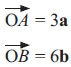 OA = 3a
OB = 6b